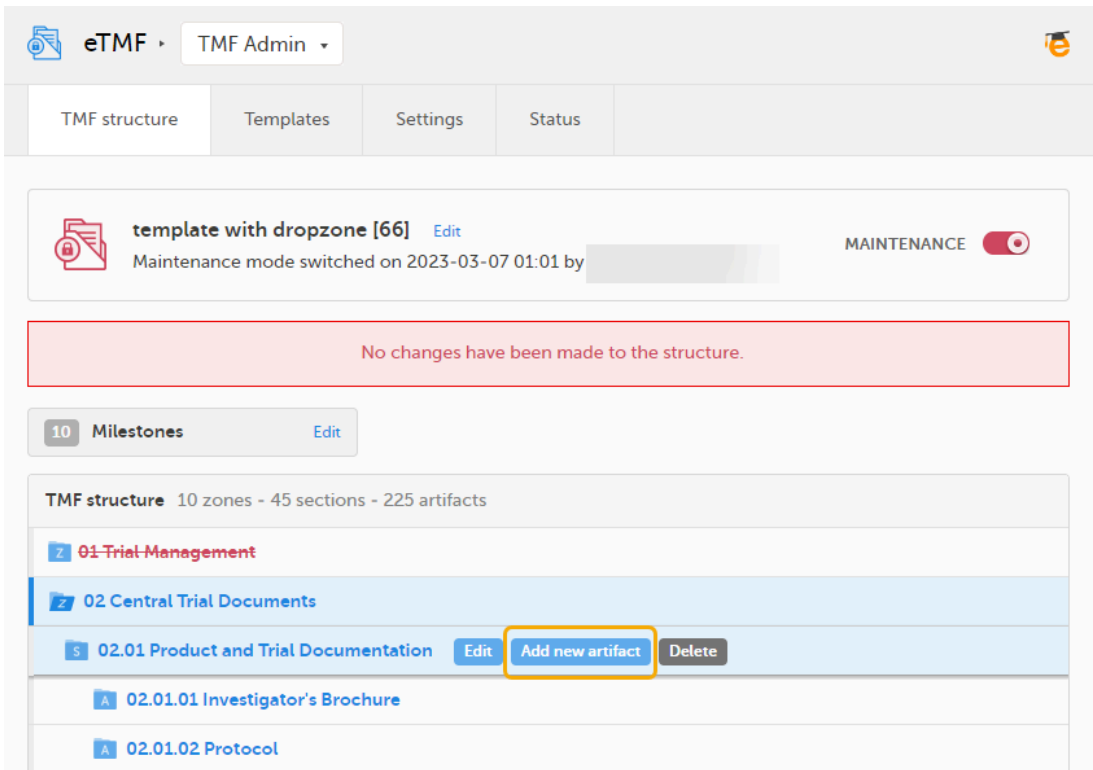 eTMF TMF Admin
TMF structure Templates Settings Status
template with dropzone [66] Edit
Maintenance mode switched on 2023-03-07 01:01 by
MAINTENANCE
No changes have been made to the structure.
10 Milestones Edit
TMF structure 10 zones - 45 sections - 225 artifacts
Z 01 Trial Management
Z 02 Central Trial Documents
S 02.01 Product and Trial Documentation Edit Add new artifact Delete
A 02.01.01 Investigator's Brochure
A 02.01.02 Protocol